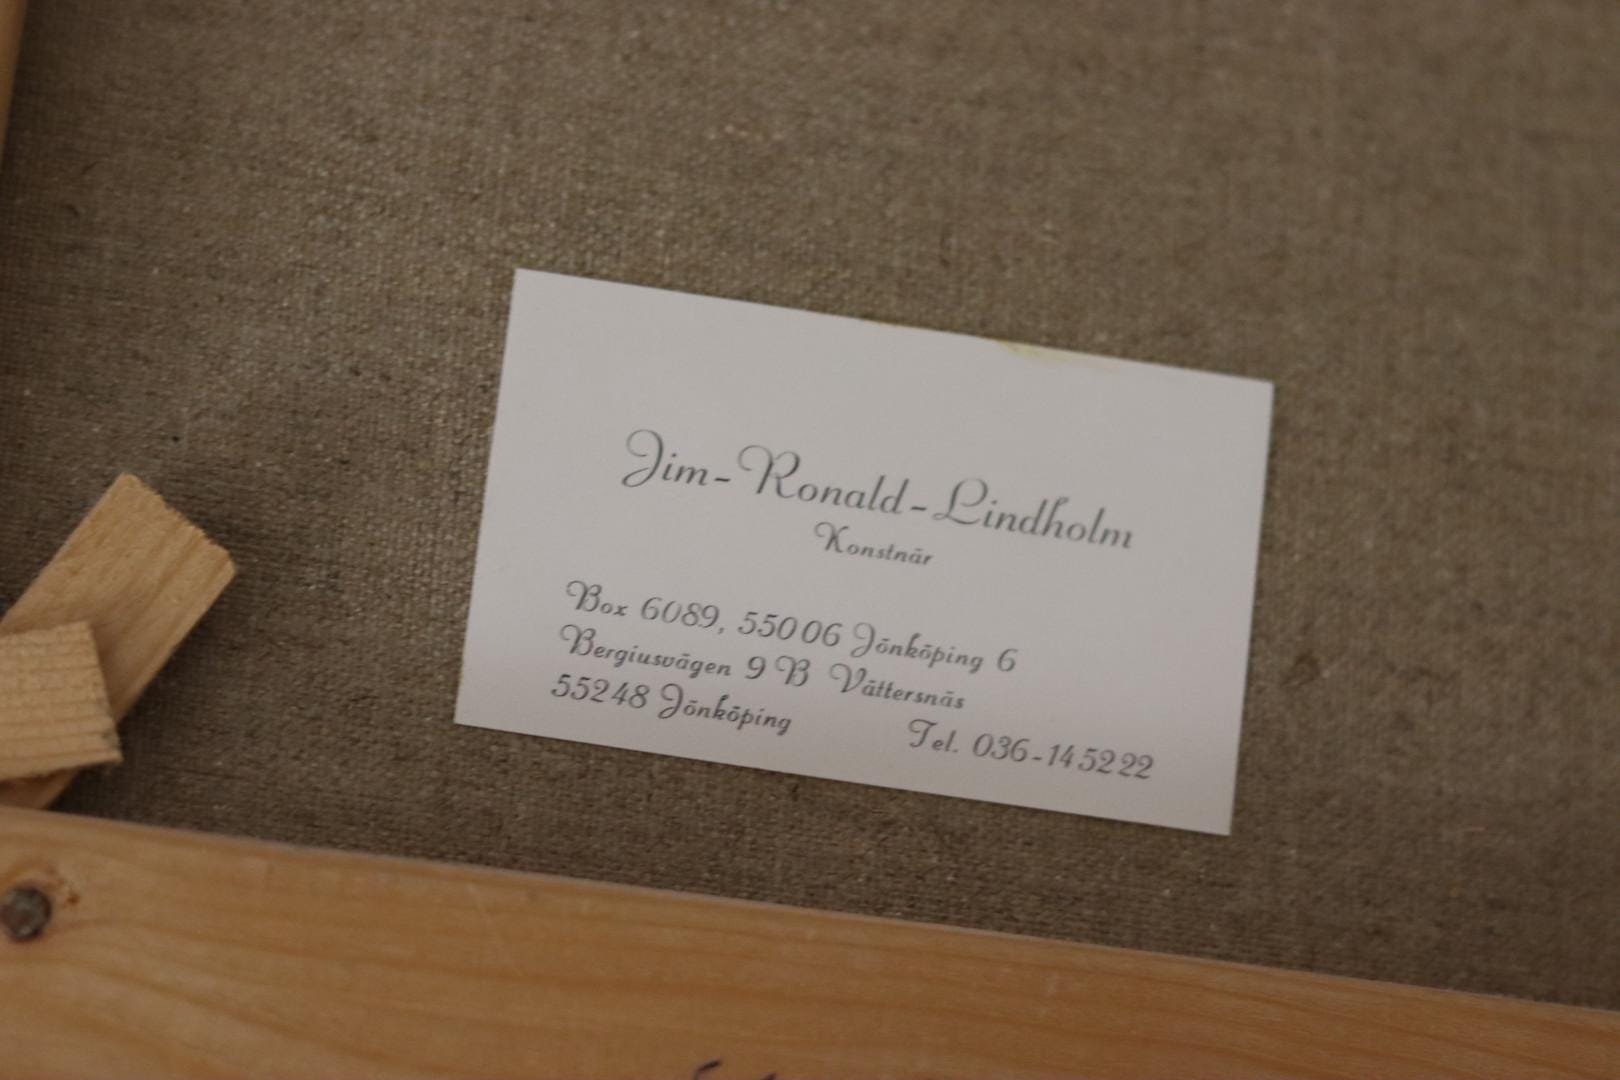 Jim-Ronald-Lindholm
Konstnär
Box 6089, 55006 Jönköping 6
Bergiusvägen 9 B Vättersnäs
55248 Jönköping Tel. 036-145222